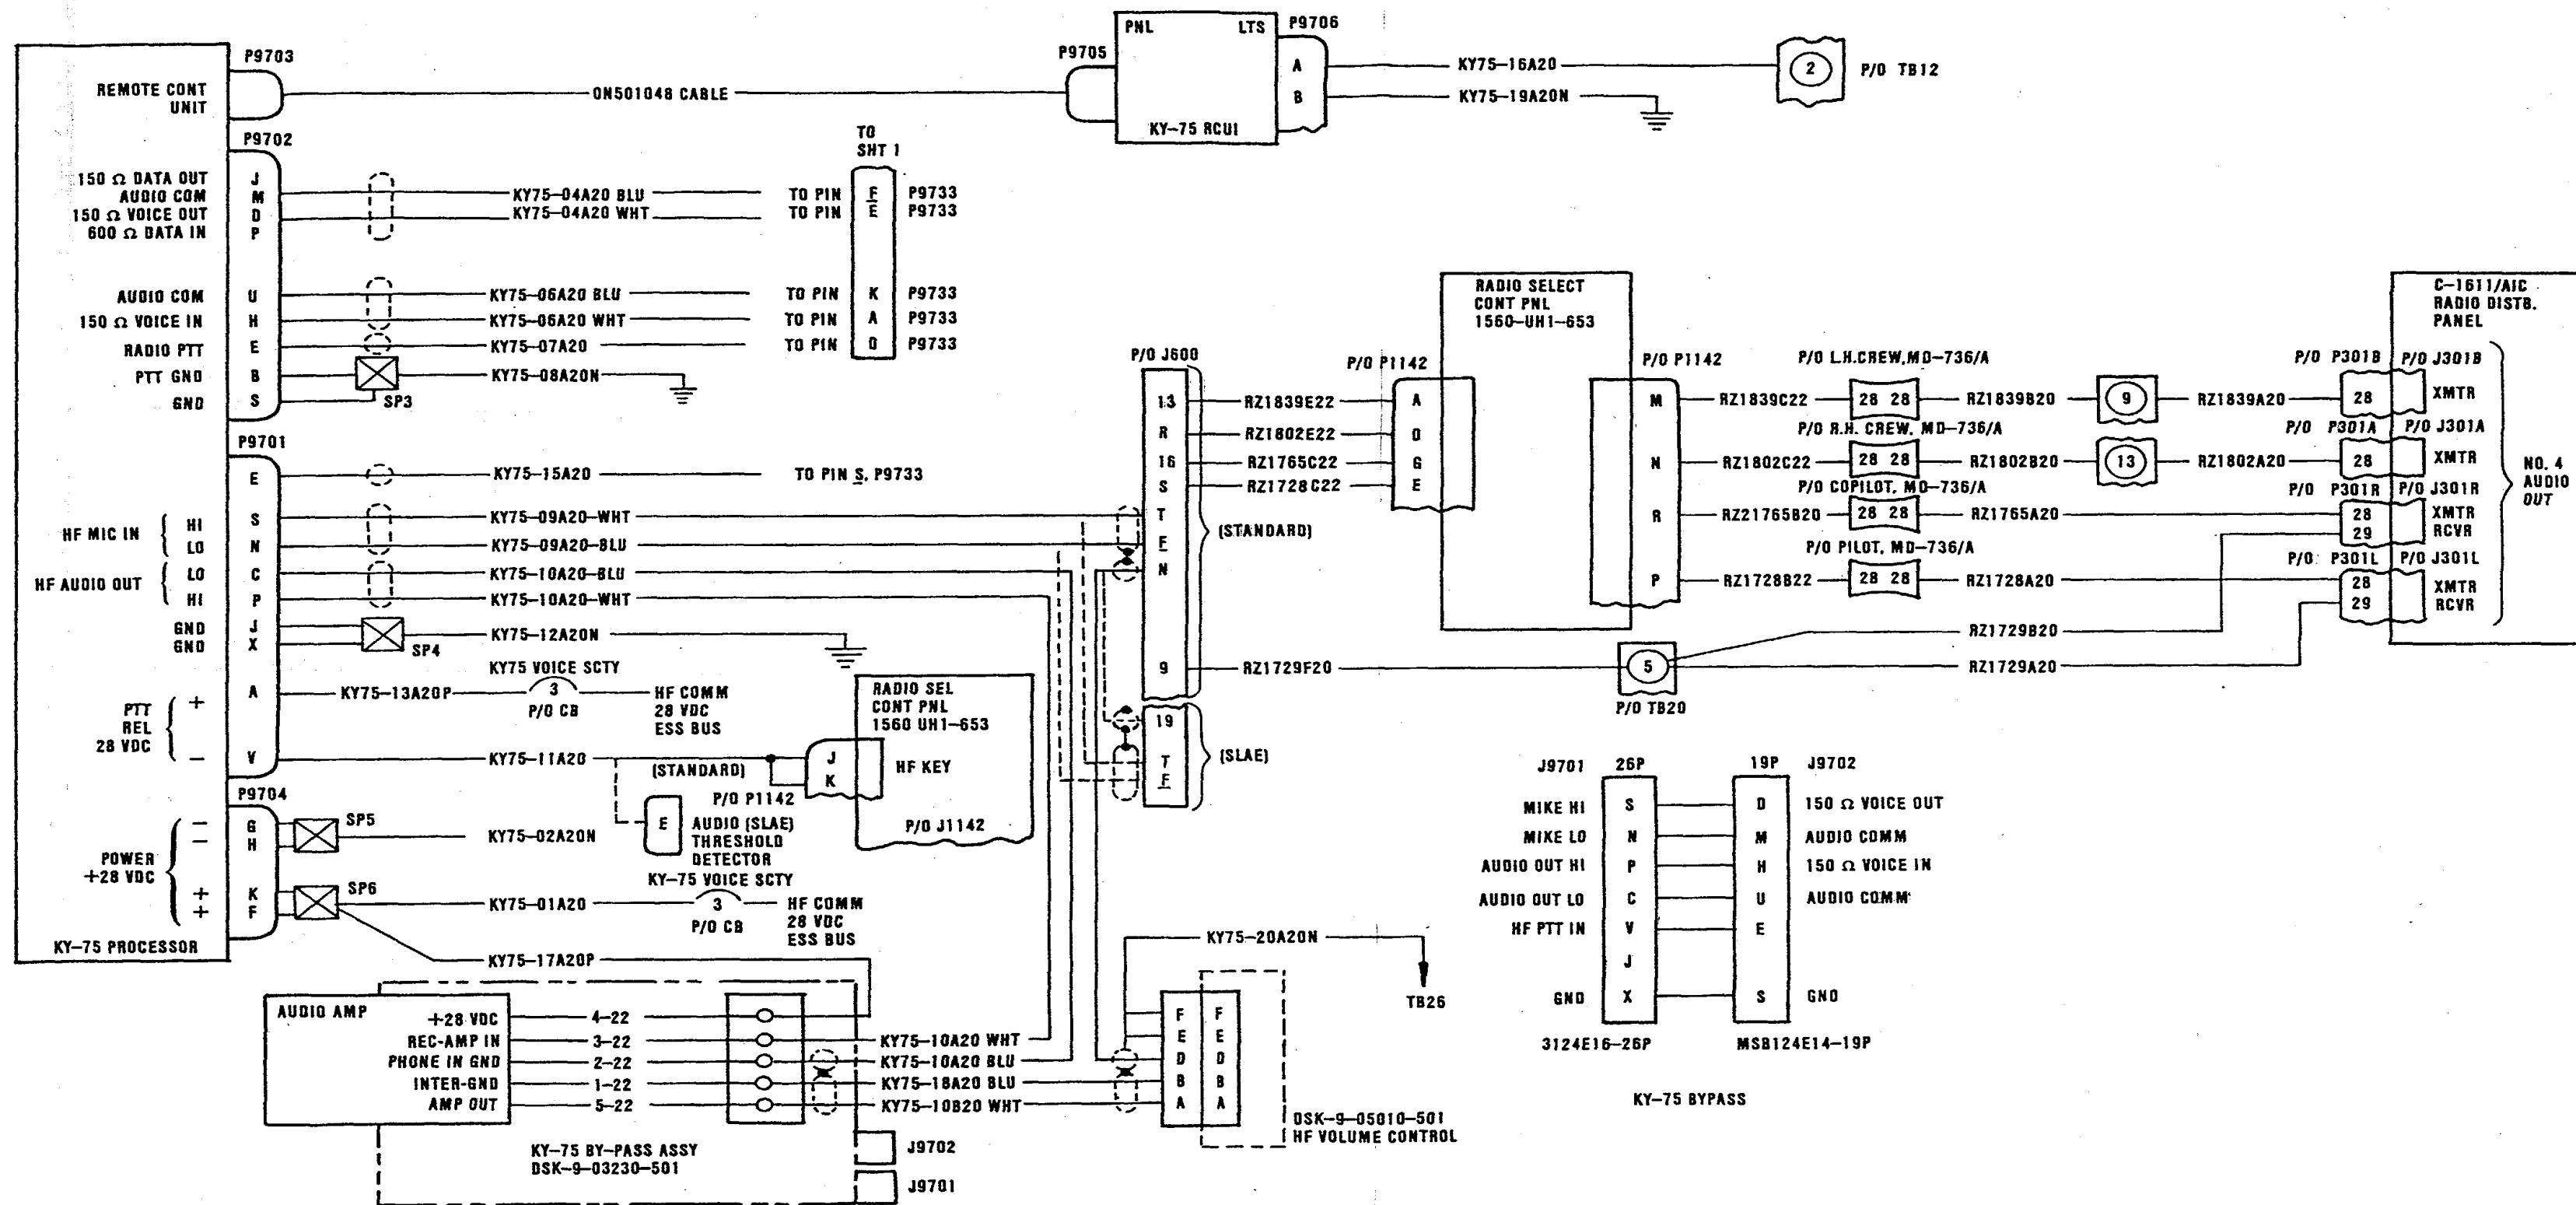 P9703
REMOTE CONT
UNIT
ON501048 CABLE
P9705
PNL LTS
KY-75 RCUI
P9706
A KY75-16A20 2 P/O TB12
B KY75-19A20N
P9702
TO
SHT 1
150 Ω DATA OUT J
AUDIO COM M KY75-04A20 BLU TO PIN F P9733
150 Ω VOICE OUT D KY75-04A20 WHT TO PIN E P9733
600 Ω DATA IN P
AUDIO COM U KY75-06A20 BLU TO PIN K P9733
150 Ω VOICE IN H KY75-06A20 WHT TO PIN A P9733
RADIO PTT E KY75-07A20 TO PIN D P9733
PTT GND B KY75-08A20N
GND S SP3
P9701
E KY75-15A20 TO PIN S, P9733
HF MIC IN
HI S KY75-09A20-WHT
LO N KY75-09A20-BLU
HF AUDIO OUT
LO C KY75-10A20-BLU
HI P KY75-10A20-WHT
GND J
GND X SP4 KY75-12A20N
KY75 VOICE SCTY
A KY75-13A20P 3 HF COMM
P/O CB 28 VDC
ESS BUS
+
PTT
REL
28 VDC
−
V KY75-11A20 (STANDARD)
P/O P1142
J
K
RADIO SEL
CONT PNL
1560 UH1-653
HF KEY
P/O J1142
E AUDIO (SLAE)
THRESHOLD
DETECTOR
P9704
− G SP5
− H KY75-02A20N
POWER
+28 VDC
KY-75 VOICE SCTY
+ K SP6
+ F KY75-01A20 3 HF COMM
P/O CB 28 VDC
ESS BUS
KY-75 PROCESSOR
KY75-17A20P
AUDIO AMP
+28 VDC 4-22
REC-AMP IN 3-22 KY75-10A20 WHT
PHONE IN GND 2-22 KY75-10A20 BLU
INTER-GND 1-22 KY75-18A20 BLU
AMP OUT 5-22 KY75-10B20 WHT
KY-75 BY-PASS ASSY
DSK-9-03230-501
J9702
J9701
KY75-20A20N
TB26
F F
E E
D D
B B
A A
DSK-9-05010-501
HF VOLUME CONTROL
P/O J600
13 RZ1839E22 A
R RZ1802E22 D
16 RZ1765C22 G
S RZ1728C22 E
T
F
N
(STANDARD)
9 RZ1729F20 5
P/O TB20
19
T
F
(SLAE)
P/O P1142
RADIO SELECT
CONT PNL
1560-UH1-653
P/O P1142
P/O L.H.CREW,MD-736/A
M RZ1839C22 28 28 RZ1839B20 9 RZ1839A20 28 XMTR
P/O R.H. CREW, MD-736/A
N RZ1802C22 28 28 RZ1802B20 13 RZ1802A20 28 XMTR
P/O COPILOT, MD-736/A
R RZ21765B20 28 28 RZ1765A20 28 XMTR
29 RCVR
P/O PILOT, MD-736/A
P RZ1728B22 28 28 RZ1728A20 28 XMTR
29 RCVR
RZ1729B20
RZ1729A20
C-1611/AIC
RADIO DISTB.
PANEL
P/O P301B P/O J301B
P/O P301A P/O J301A
P/O P301R P/O J301R
P/O P301L P/O J301L
NO. 4
AUDIO
OUT
J9701 26P 19P J9702
MIKE HI S D 150 Ω VOICE OUT
MIKE LO N M AUDIO COMM
AUDIO OUT HI P H 150 Ω VOICE IN
AUDIO OUT LO C U AUDIO COMM
HF PTT IN V E
J
GND X S GND
3124E16-26P MSB124E14-19P
KY-75 BYPASS